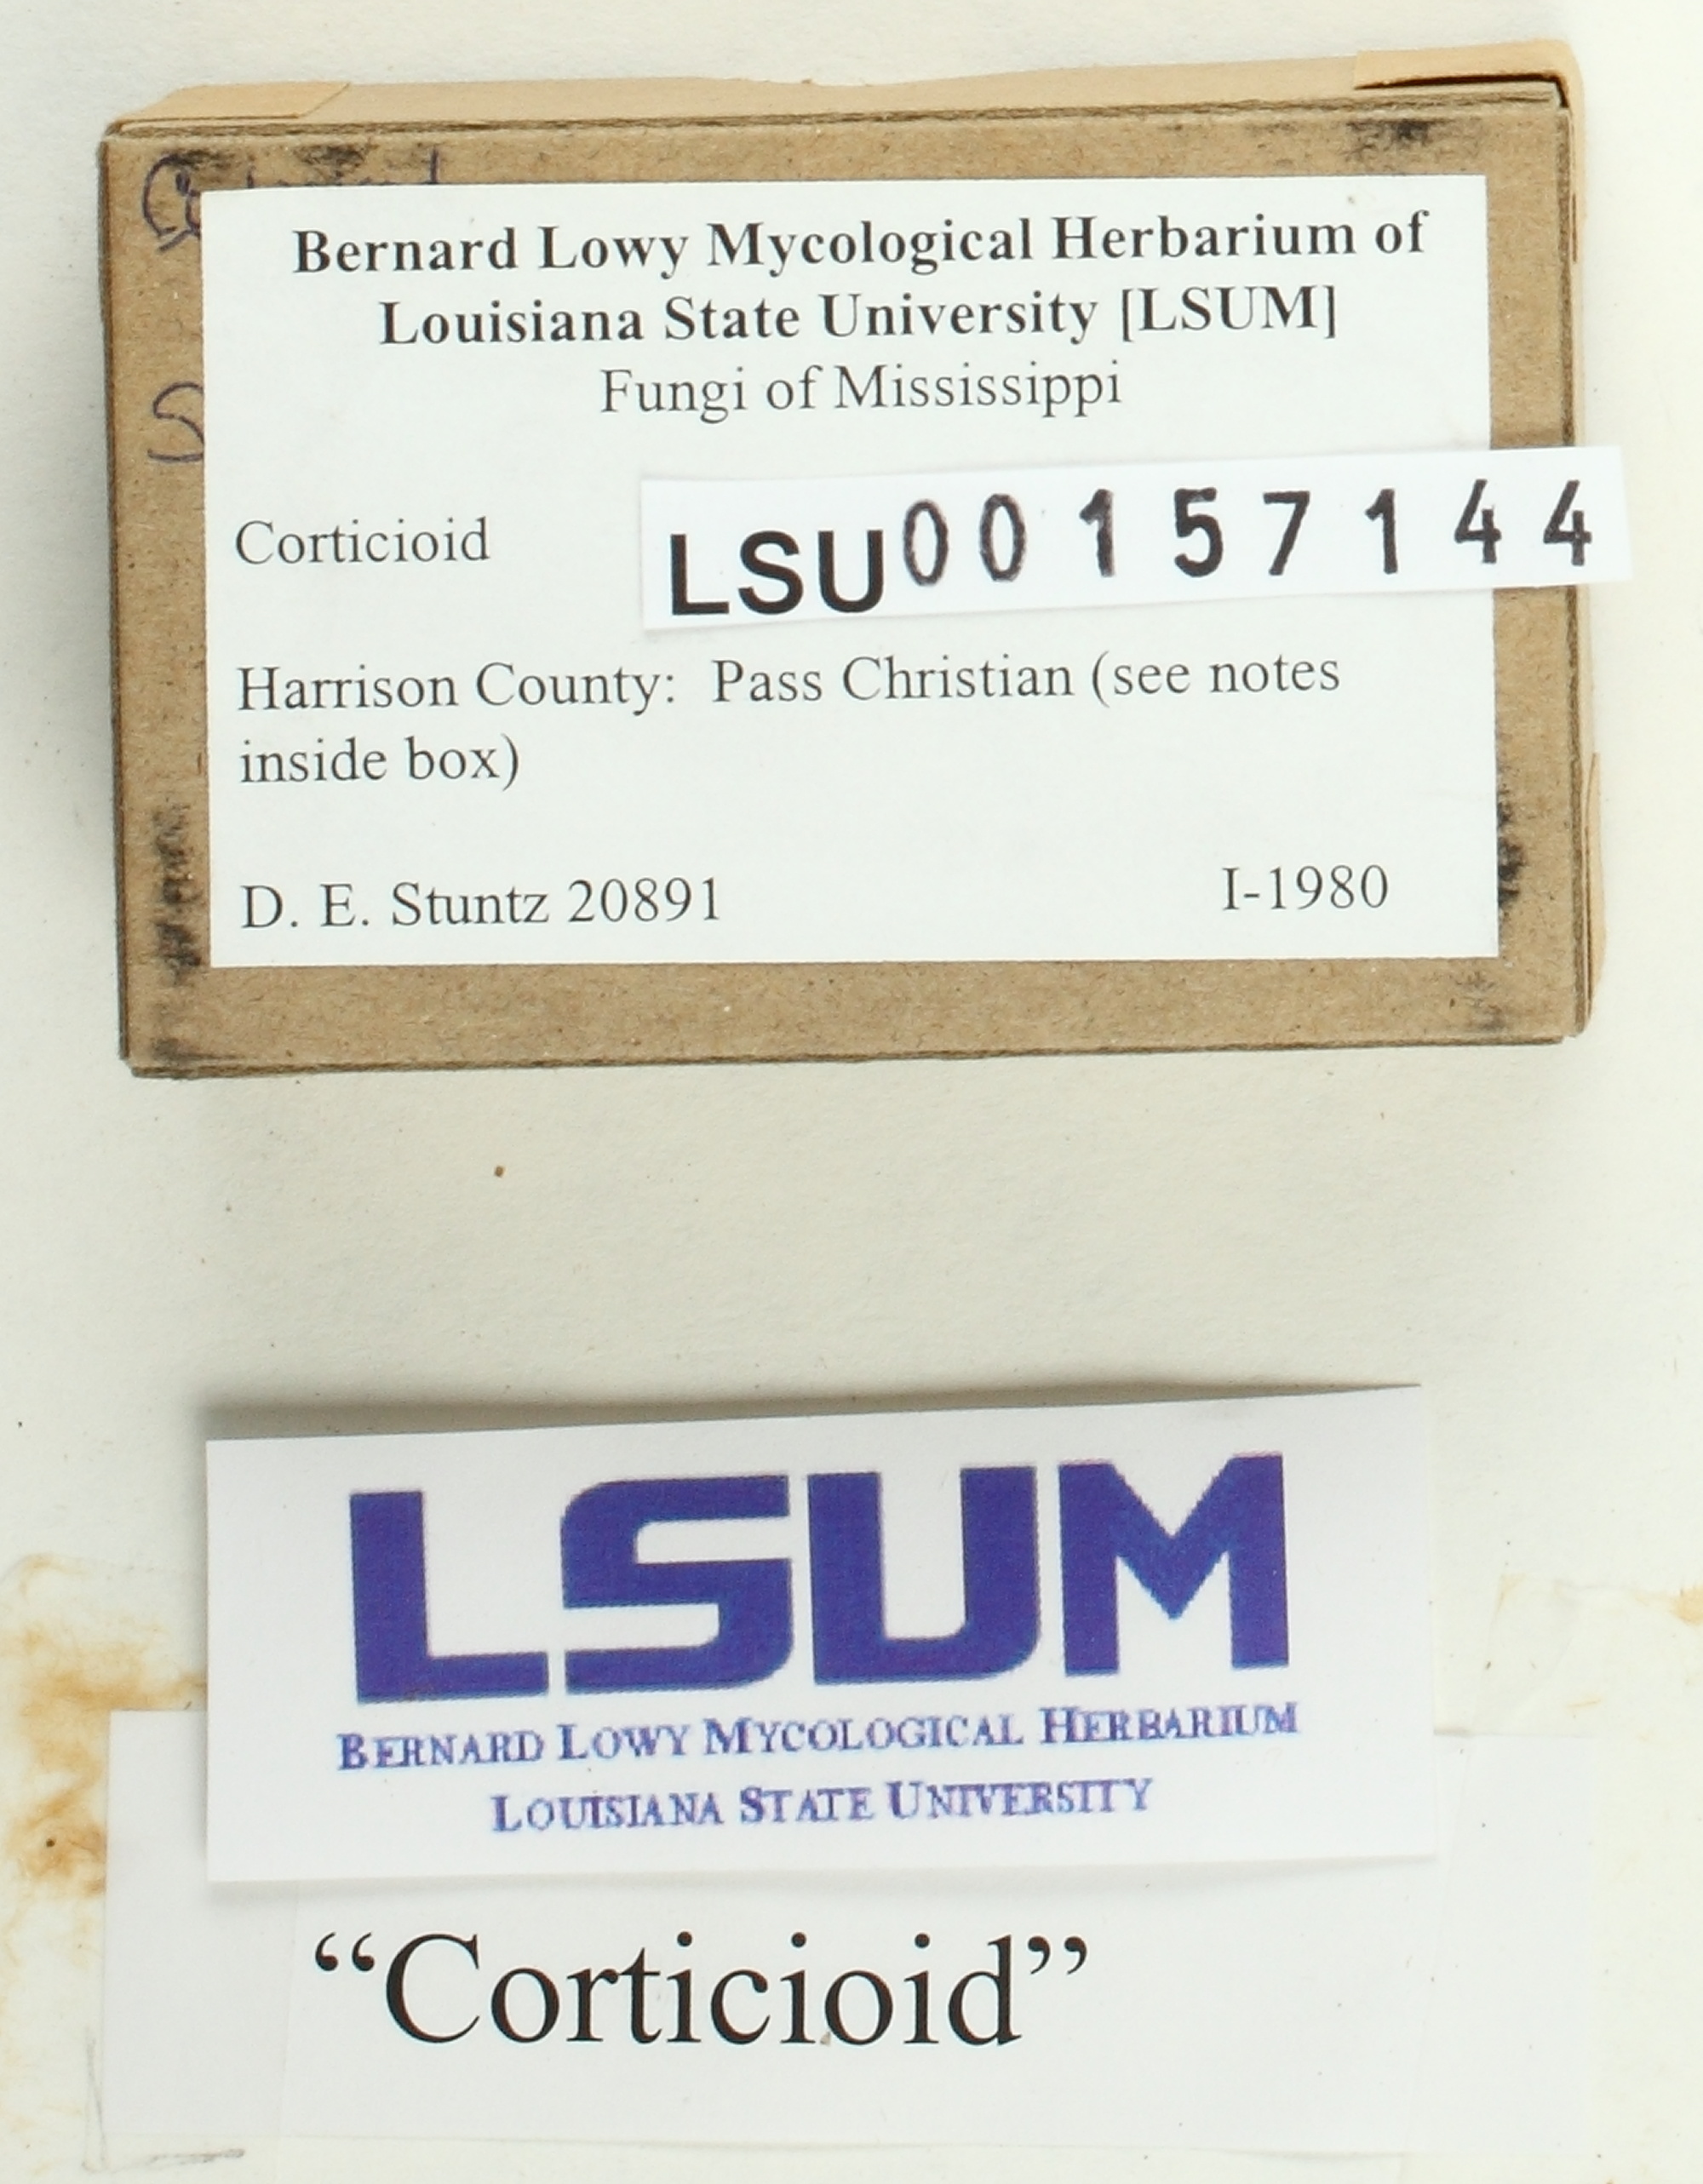 Bernard Lowy Mycological Herbarium of
Louisiana State University [LSUM]
Fungi of Mississippi
Corticioid
LSU00157144
Harrison County: Pass Christian (see notes
inside box)
D. E. Stuntz 20891 I-1980
LSUM
BERNARD LOWY MYCOLOGICAL HERBARIUM
LOUISIANA STATE UNIVERSITY
“Corticioid”